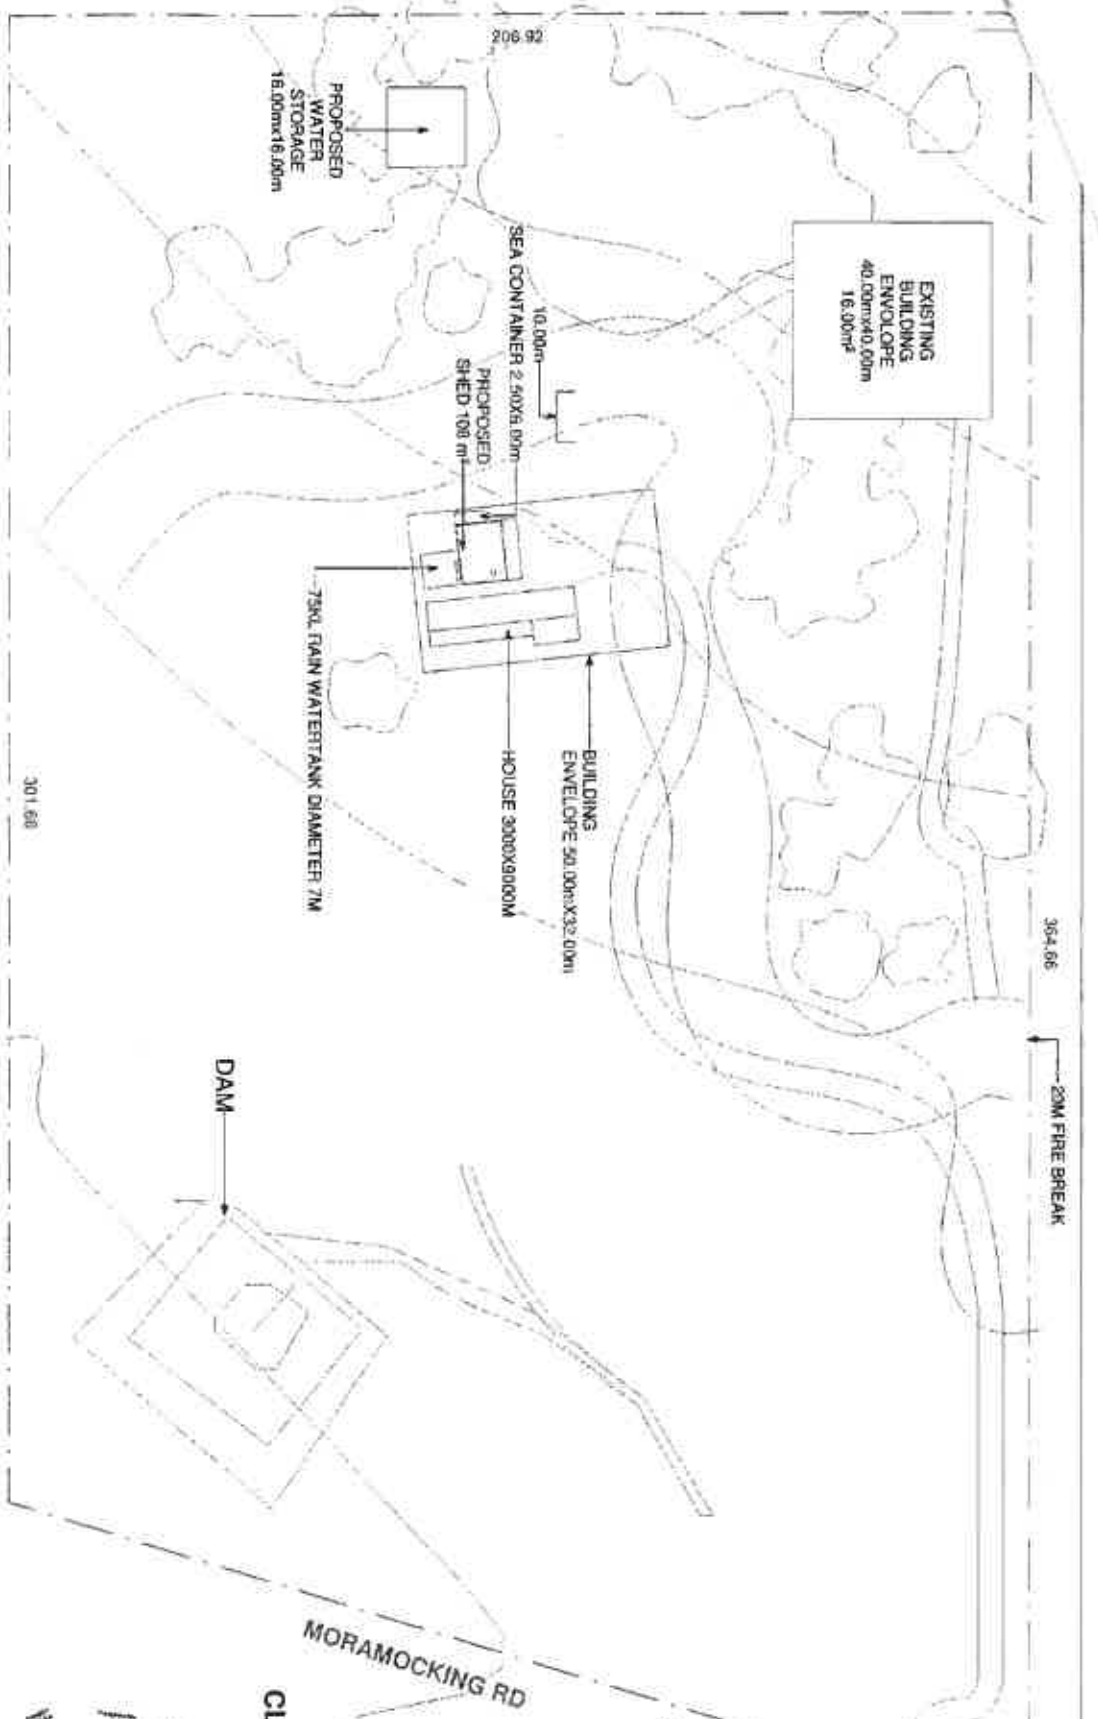 206.92
PROPOSED
WATER
STORAGE
16.00mx16.00m
EXISTING
BUILDING
ENVOLOPE
40.00mx40.00m
16.00m²
SEA CONTAINER 2.50X6.00m
10.00m
PROPOSED
SHED 108 m²
75KL RAIN WATERTANK DIAMETER 7M
HOUSE 3000X9000M
BUILDING
ENVELOPE 50.00mX32.00m
301.66
364.66
20M FIRE BREAK
DAM
MORAMOCKING RD